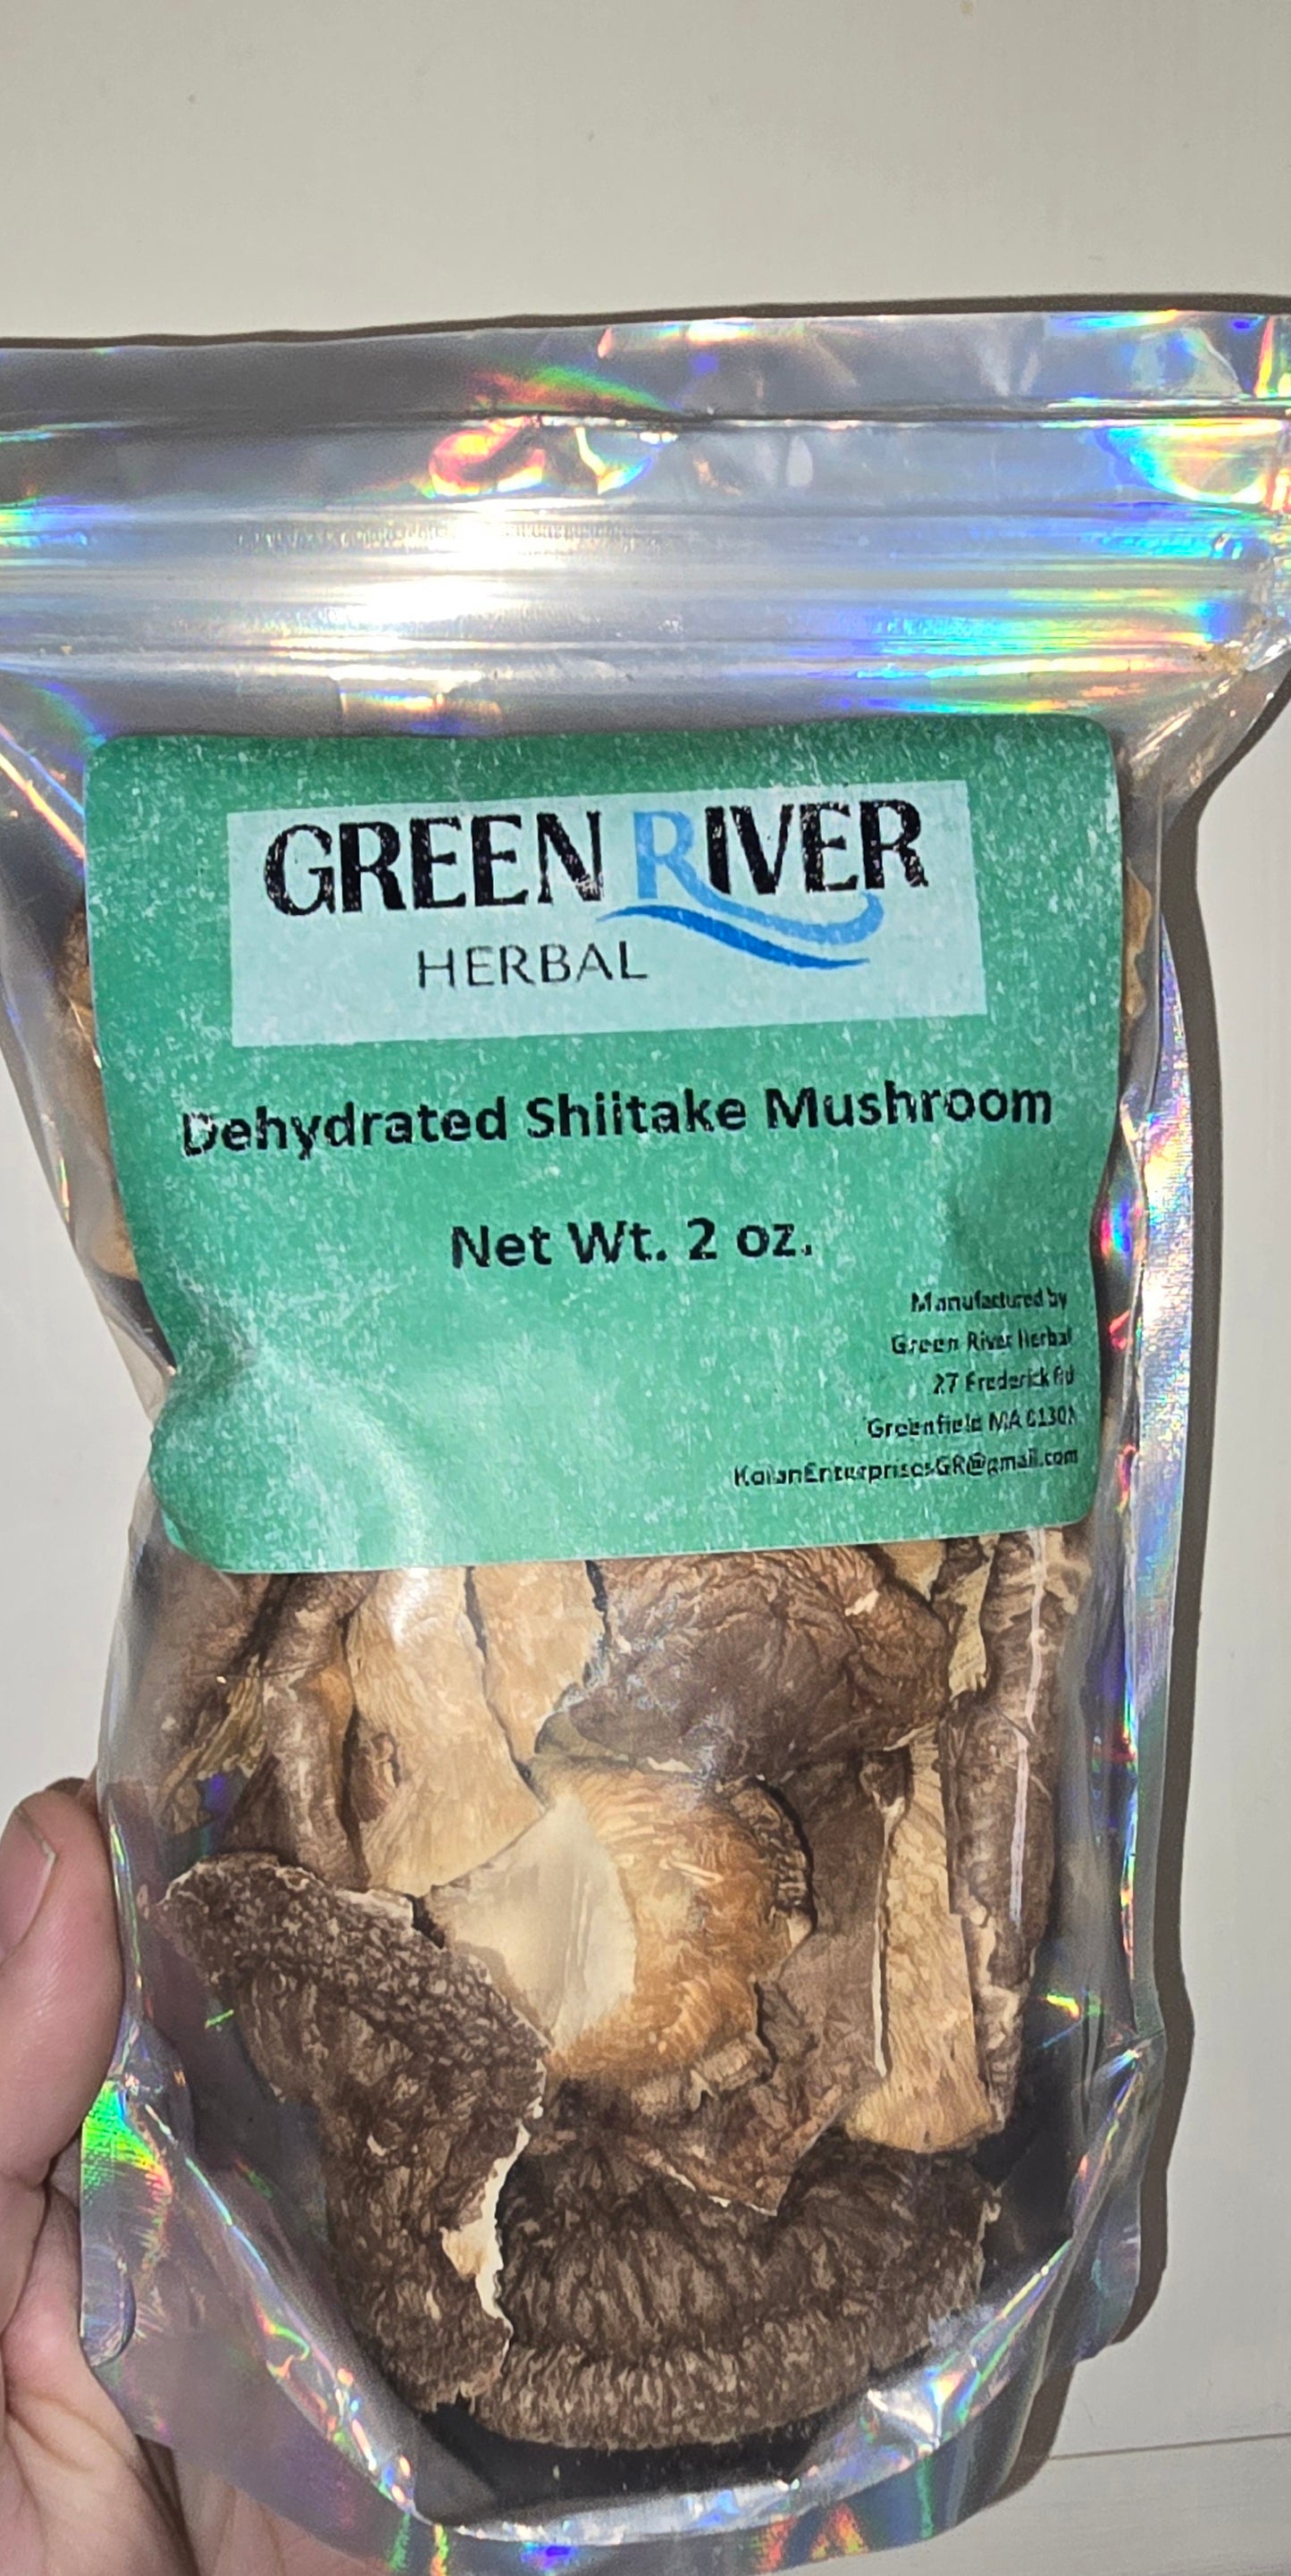 GREEN RIVER
HERBAL
Dehydrated Shiitake Mushroom
Net Wt. 2 oz.
Manufactured by
Green River Herbal
27 Frederick Rd
Greenfield MA 01301